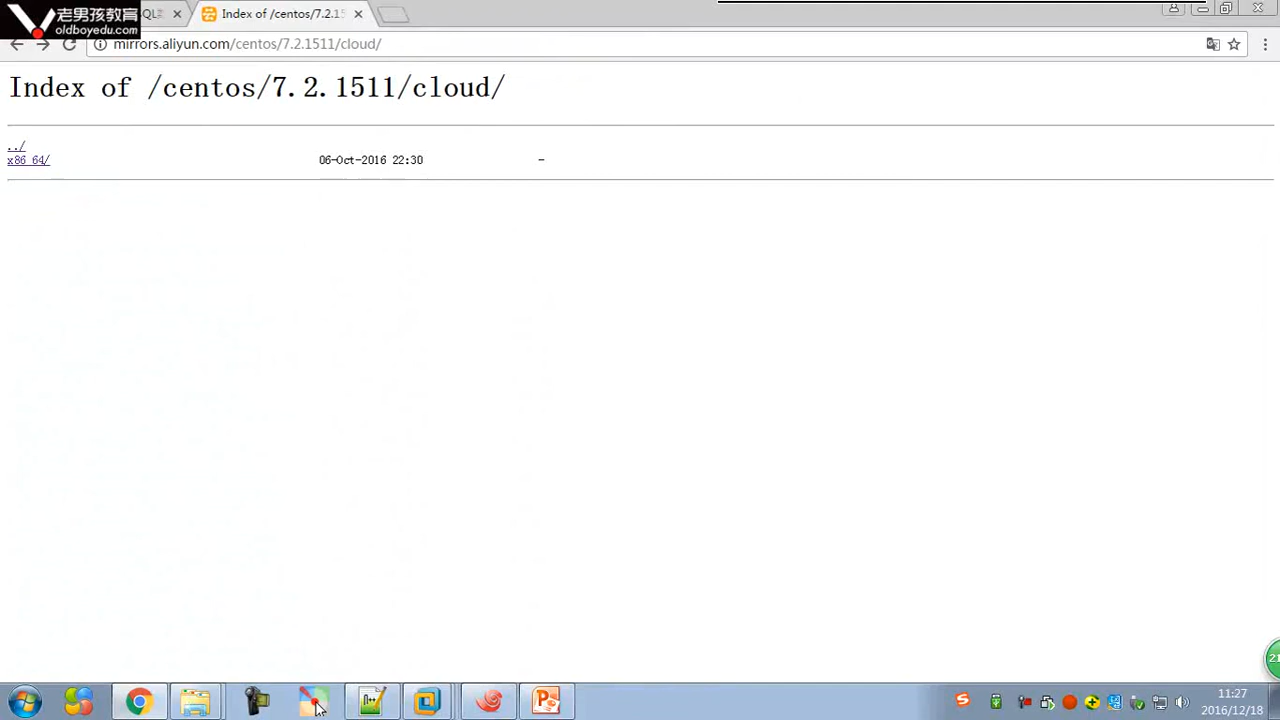 老男孩教育
oldboyedu.com
QL
Index of /centos/7.2.15
mirrors.aliyun.com/centos/7.2.1511/cloud/
Index of /centos/7.2.1511/cloud/
../
x86_64/ 06-Oct-2016 22:30 -
21
11:27
2016/12/18